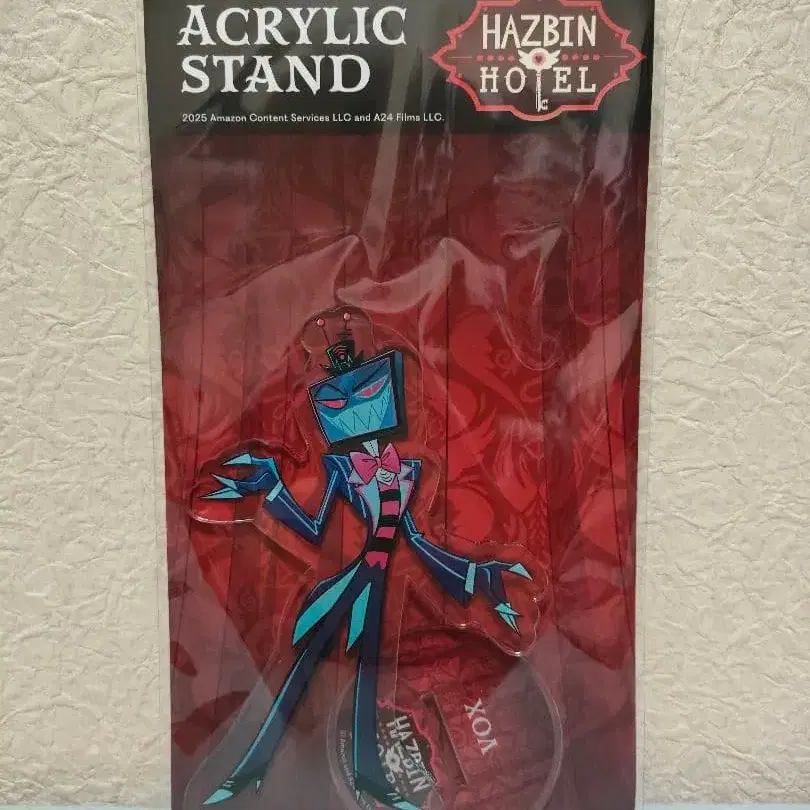 ACRYLIC
STAND
HAZBIN
HOTEL
2025 Amazon Content Services LLC and A24 Films LLC.
VOX
HAZBIN